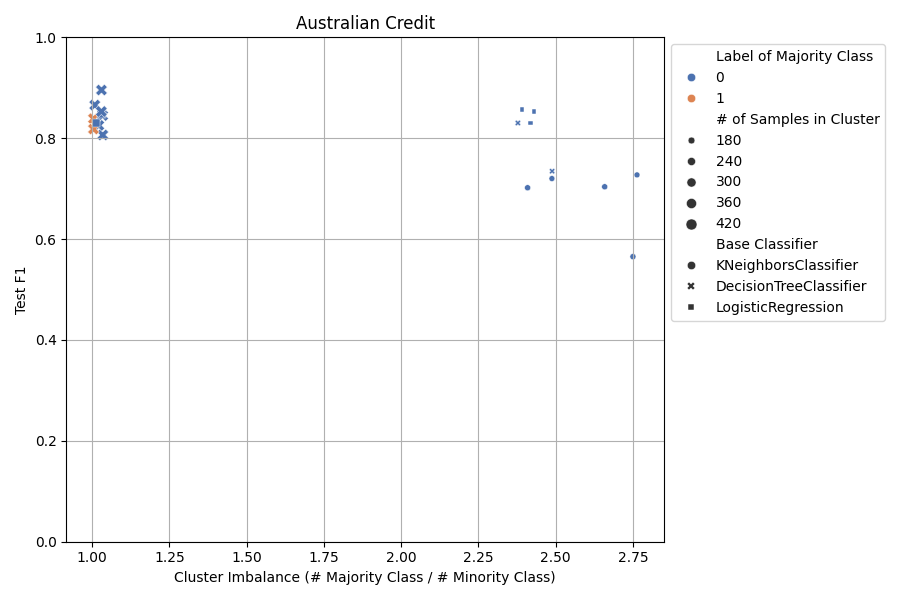 Australian Credit
1.0
0.8
0.6
0.4
0.2
0.0
Test F1
1.00 1.25 1.50 1.75 2.00 2.25 2.50 2.75
Cluster Imbalance (# Majority Class / # Minority Class)
Label of Majority Class
0
1
# of Samples in Cluster
180
240
300
360
420
Base Classifier
KNeighborsClassifier
DecisionTreeClassifier
LogisticRegression